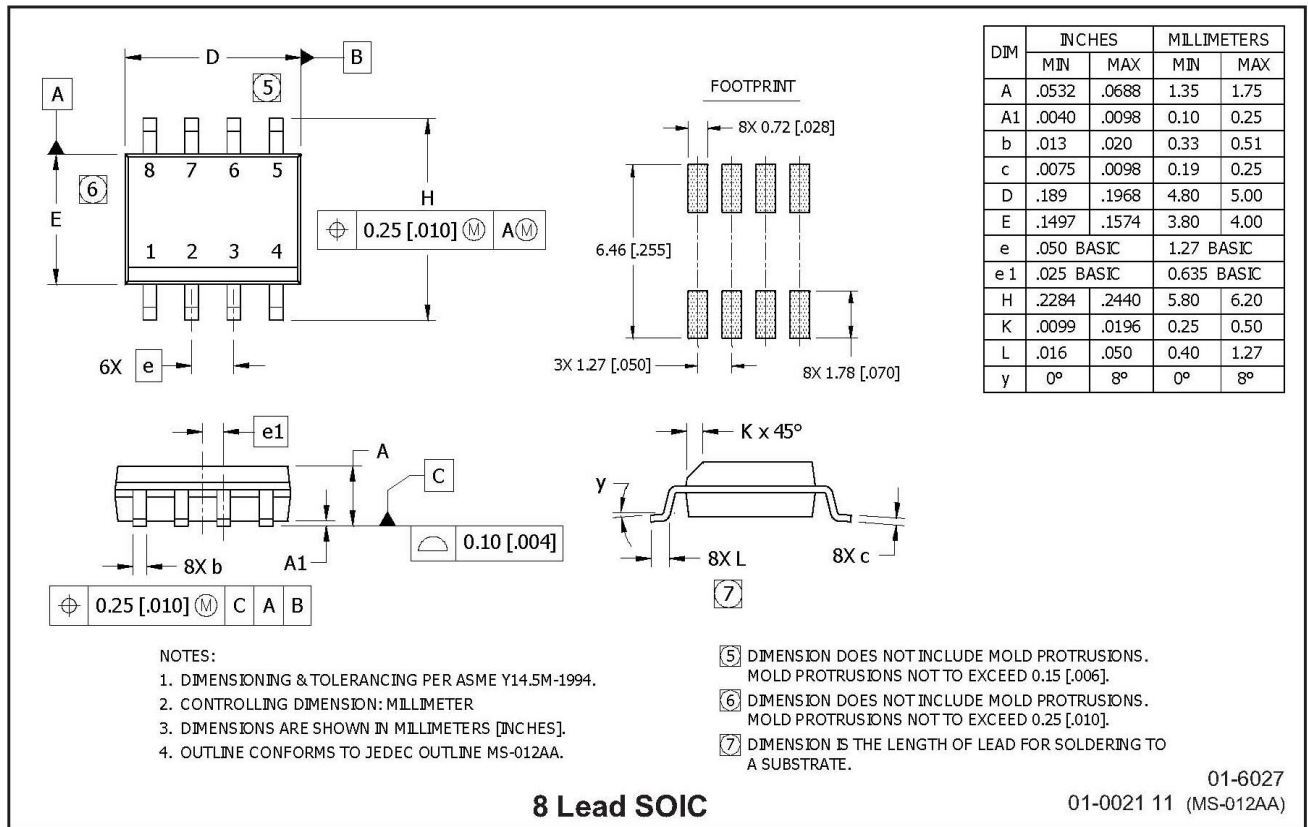 D
B
5
A
8 7 6 5
6
E
H
⌖ 0.25 [.010] Ⓜ AⓂ
1 2 3 4
6X e
FOOTPRINT
8X 0.72 [.028]
6.46 [.255]
3X 1.27 [.050]
8X 1.78 [.070]
DIM INCHES MILLIMETERS
MIN MAX MIN MAX
A .0532 .0688 1.35 1.75
A1 .0040 .0098 0.10 0.25
b .013 .020 0.33 0.51
c .0075 .0098 0.19 0.25
D .189 .1968 4.80 5.00
E .1497 .1574 3.80 4.00
e .050 BASIC 1.27 BASIC
e 1 .025 BASIC 0.635 BASIC
H .2284 .2440 5.80 6.20
K .0099 .0196 0.25 0.50
L .016 .050 0.40 1.27
y 0° 8° 0° 8°
e1
A
C
0.10 [.004]
8X b
A1
⌖ 0.25 [.010] Ⓜ C A B
K x 45°
y
8X L
8X c
7
NOTES:
1. DIMENSIONING & TOLERANCING PER ASME Y14.5M-1994.
2. CONTROLLING DIMENSION: MILLIMETER
3. DIMENSIONS ARE SHOWN IN MILLIMETERS [INCHES].
4. OUTLINE CONFORMS TO JEDEC OUTLINE MS-012AA.
5 DIMENSION DOES NOT INCLUDE MOLD PROTRUSIONS.
MOLD PROTRUSIONS NOT TO EXCEED 0.15 [.006].
6 DIMENSION DOES NOT INCLUDE MOLD PROTRUSIONS.
MOLD PROTRUSIONS NOT TO EXCEED 0.25 [.010].
7 DIMENSION IS THE LENGTH OF LEAD FOR SOLDERING TO
A SUBSTRATE.
8 Lead SOIC
01-6027
01-0021 11 (MS-012AA)